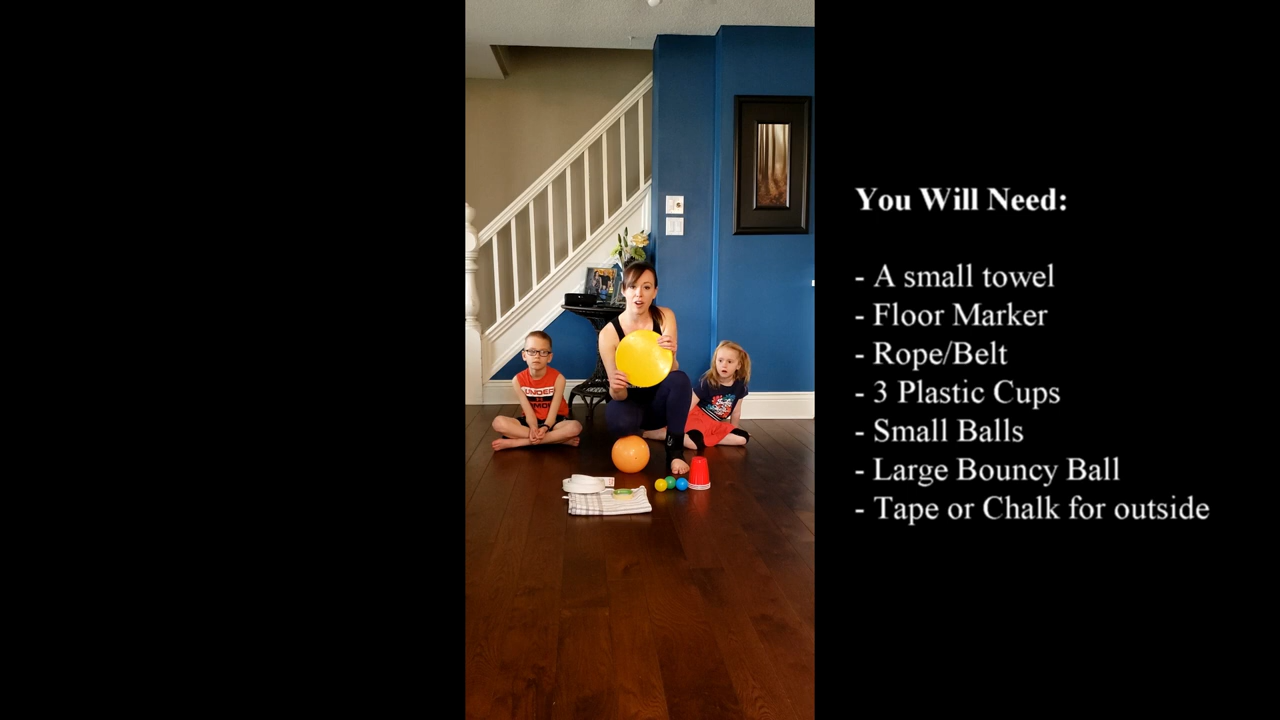 You Will Need:
- A small towel
- Floor Marker
- Rope/Belt
- 3 Plastic Cups
- Small Balls
- Large Bouncy Ball
- Tape or Chalk for outside
UNDER